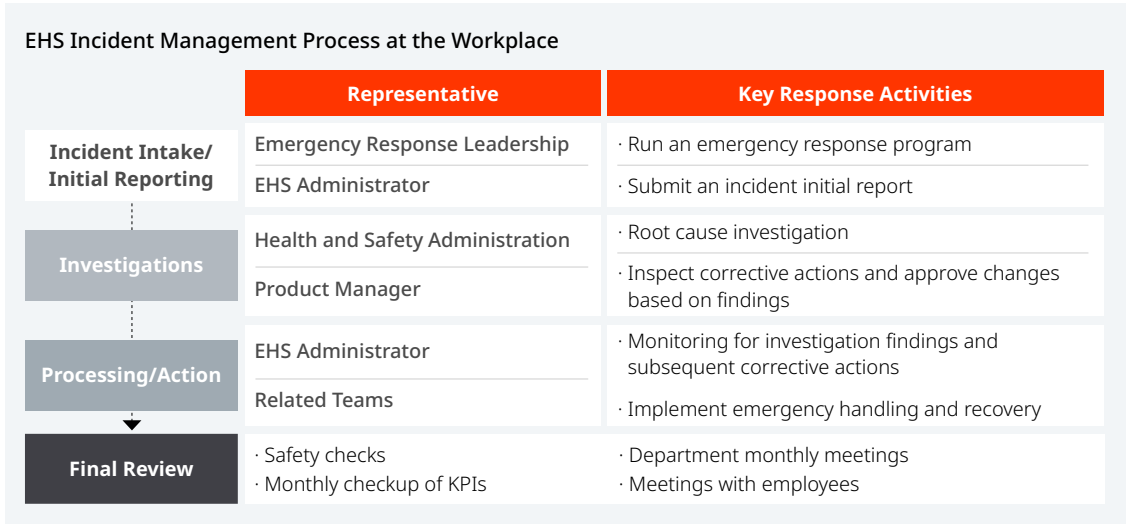 EHS Incident Management Process at the Workplace
Representative
Key Response Activities
Incident Intake/
Initial Reporting
Emergency Response Leadership
· Run an emergency response program
EHS Administrator
· Submit an incident initial report
Investigations
Health and Safety Administration
· Root cause investigation
Product Manager
· Inspect corrective actions and approve changes
based on findings
Processing/Action
EHS Administrator
· Monitoring for investigation findings and
subsequent corrective actions
Related Teams
· Implement emergency handling and recovery
Final Review
· Safety checks
· Monthly checkup of KPIs
· Department monthly meetings
· Meetings with employees